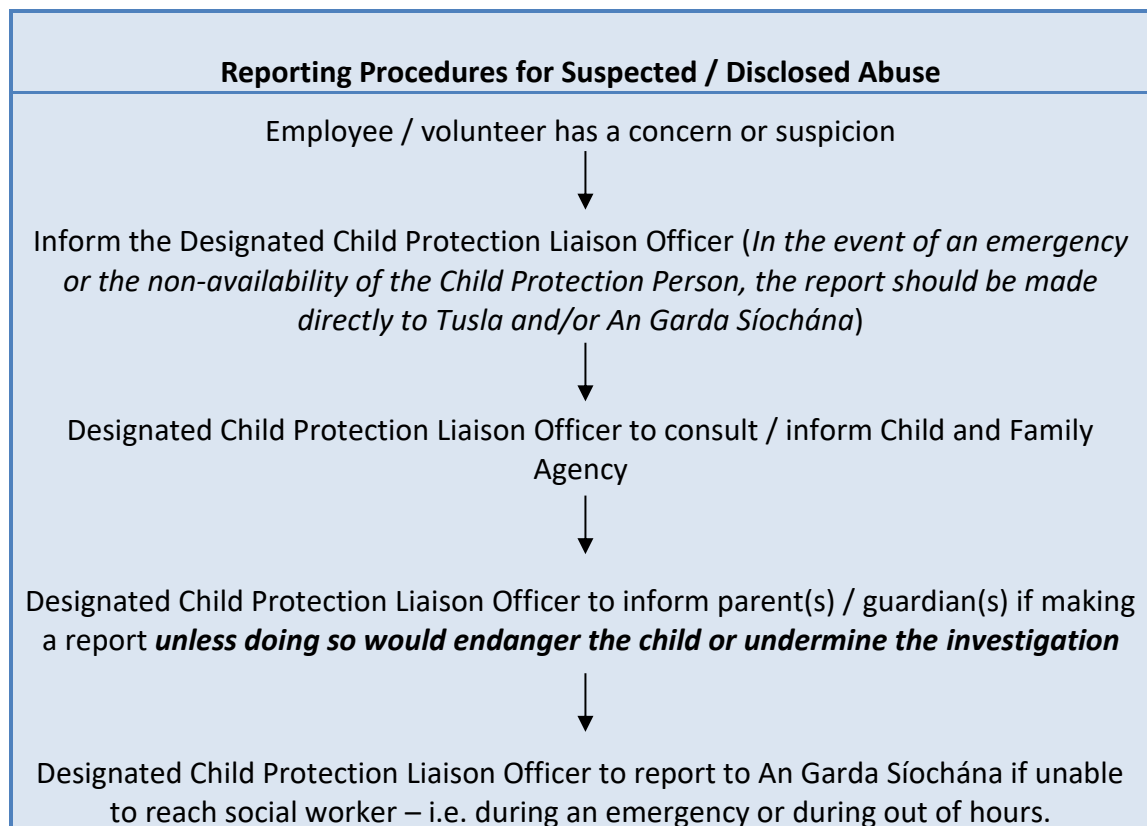 Reporting Procedures for Suspected / Disclosed Abuse
Employee / volunteer has a concern or suspicion
Inform the Designated Child Protection Liaison Officer (In the event of an emergency
or the non-availability of the Child Protection Person, the report should be made
directly to Tusla and/or An Garda Síochána)
Designated Child Protection Liaison Officer to consult / inform Child and Family
Agency
Designated Child Protection Liaison Officer to inform parent(s) / guardian(s) if making
a report unless doing so would endanger the child or undermine the investigation
Designated Child Protection Liaison Officer to report to An Garda Síochána if unable
to reach social worker – i.e. during an emergency or during out of hours.